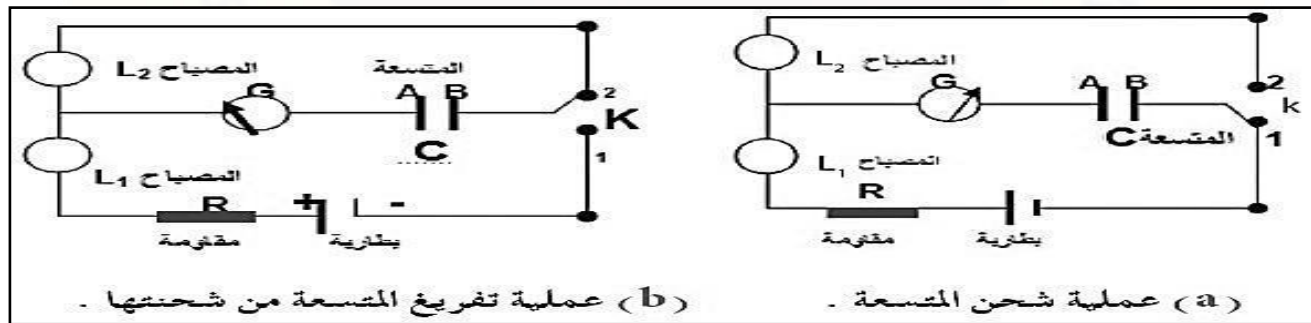 L2 المصباح
المتسعة
G
A B
2
K
C
1
L1 المصباح
R
+
-
مقاومة
بطارية
(b) عملية تفريغ المتسعة من شحنتها .
L2 المصباح
G
A B
2
k
C المتسعة
1
L1 المصباح
R
مقاومة
بطارية
(a) عملية شحن المتسعة .